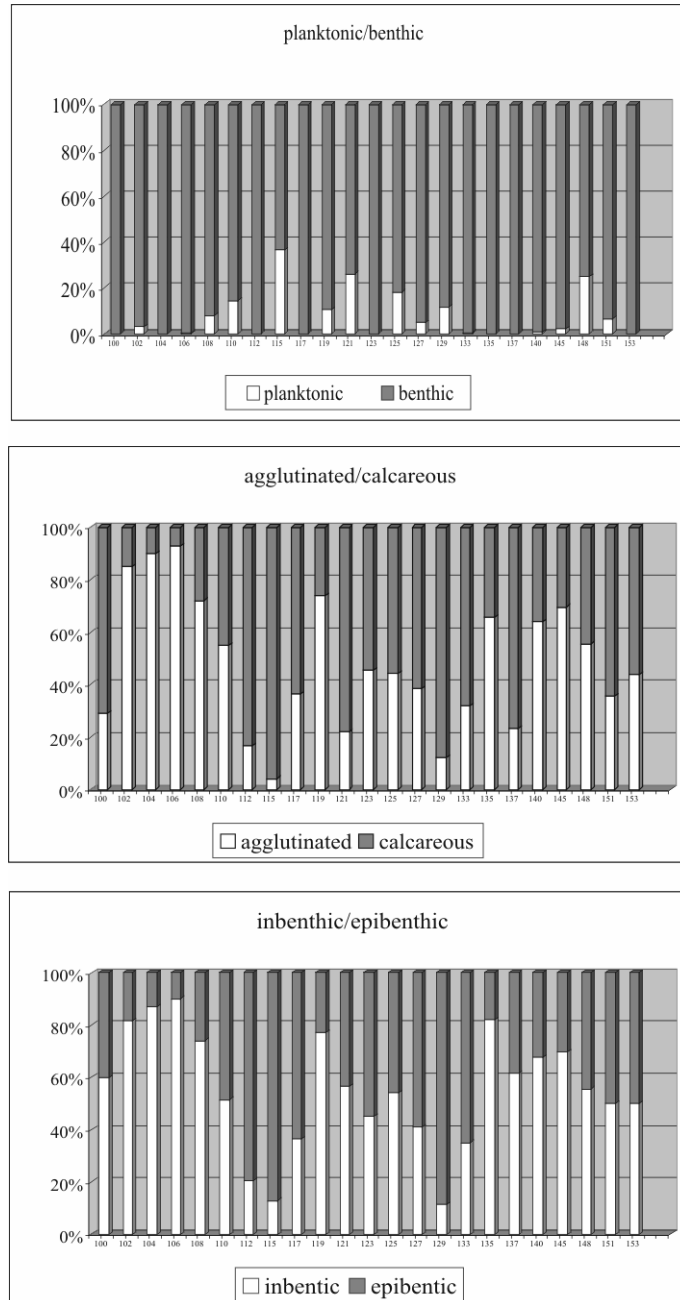 planktonic/benthic
100%
80%
60%
40%
20%
0%
100 102 104 106 108 110 112 115 117 119 121 123 125 127 129 133 135 137 140 145 148 151 153
planktonic benthic
agglutinated/calcareous
100%
80%
60%
40%
20%
0%
100 102 104 106 108 110 112 115 117 119 121 123 125 127 129 133 135 137 140 145 148 151 153
agglutinated calcareous
inbenthic/epibenthic
100%
80%
60%
40%
20%
0%
100 102 104 106 108 110 112 115 117 119 121 123 125 127 129 133 135 137 140 145 148 151 153
inbentic epibentic